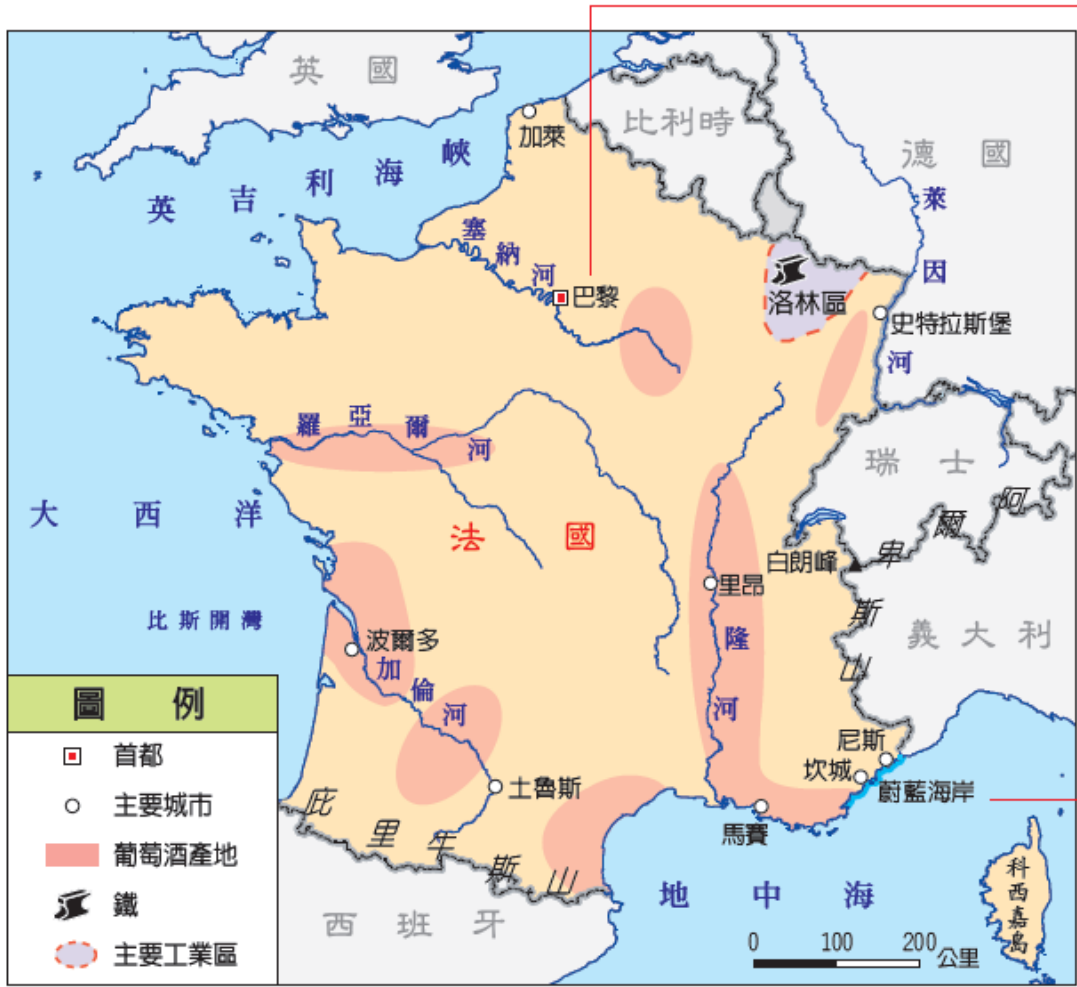 英國
比利時
德國
加萊
英吉利海峽
萊因河
塞納河
巴黎
洛林區
史特拉斯堡
羅亞爾河
瑞士
大西洋
法國
阿爾卑斯山
白朗峰
里昂
比斯開灣
義大利
波爾多
加倫河
隆河
尼斯
坎城
蔚藍海岸
土魯斯
馬賽
庇里牛斯山
地中海
西班牙
科西嘉島
0 100 200 公里
圖例
首都
主要城市
葡萄酒產地
鐵
主要工業區